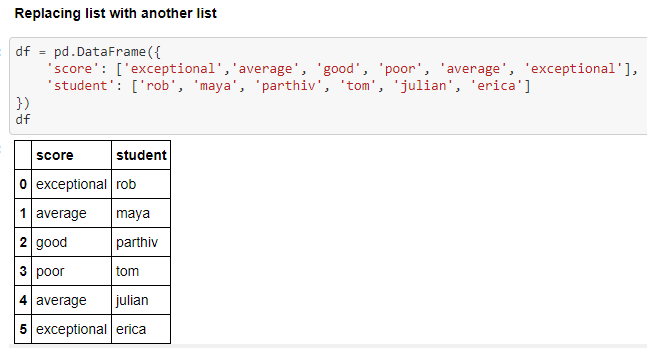 Replacing list with another list
df = pd.DataFrame({
'score': ['exceptional','average', 'good', 'poor', 'average', 'exceptional'],
'student': ['rob', 'maya', 'parthiv', 'tom', 'julian', 'erica']
})
df
score student
0 exceptional rob
1 average maya
2 good parthiv
3 poor tom
4 average julian
5 exceptional erica